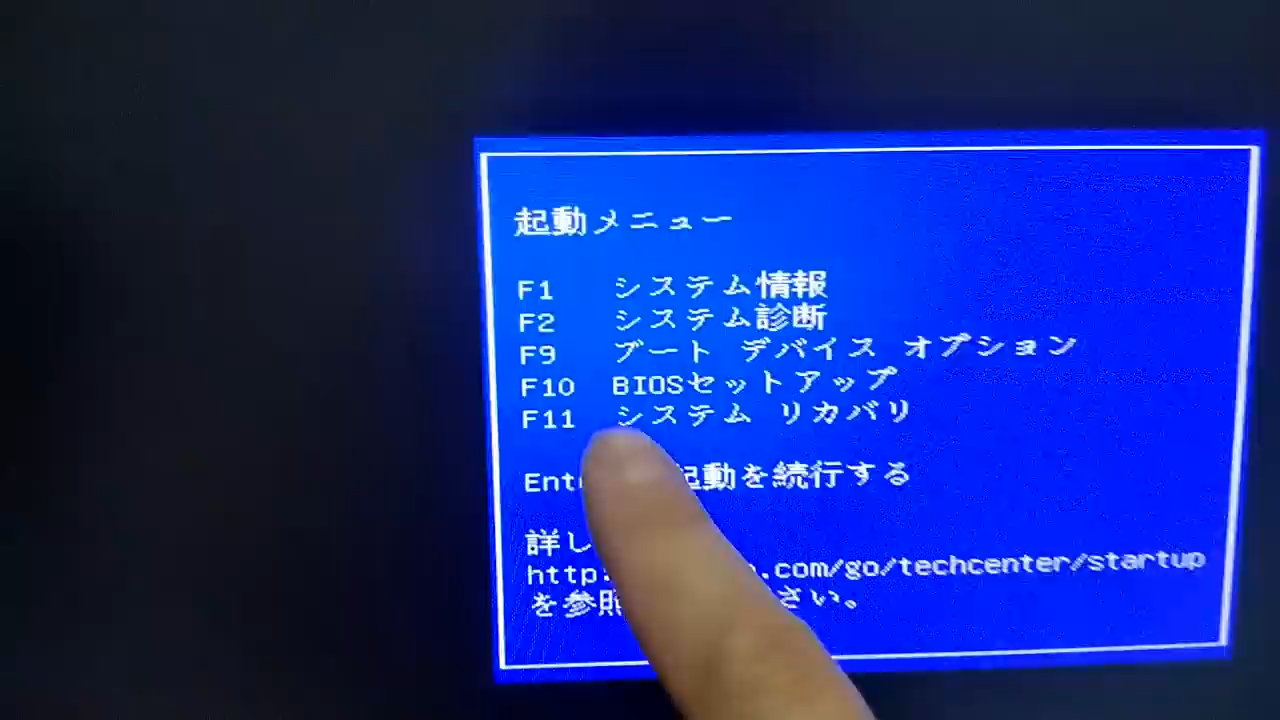 起動メニュー
F1 システム情報
F2 システム診断
F9 ブート デバイス オプション
F10 BIOSセットアップ
F11 システム リカバリ
Ent 起動を続行する
詳し
http: .com/go/techcenter/startup
を参照 さい。